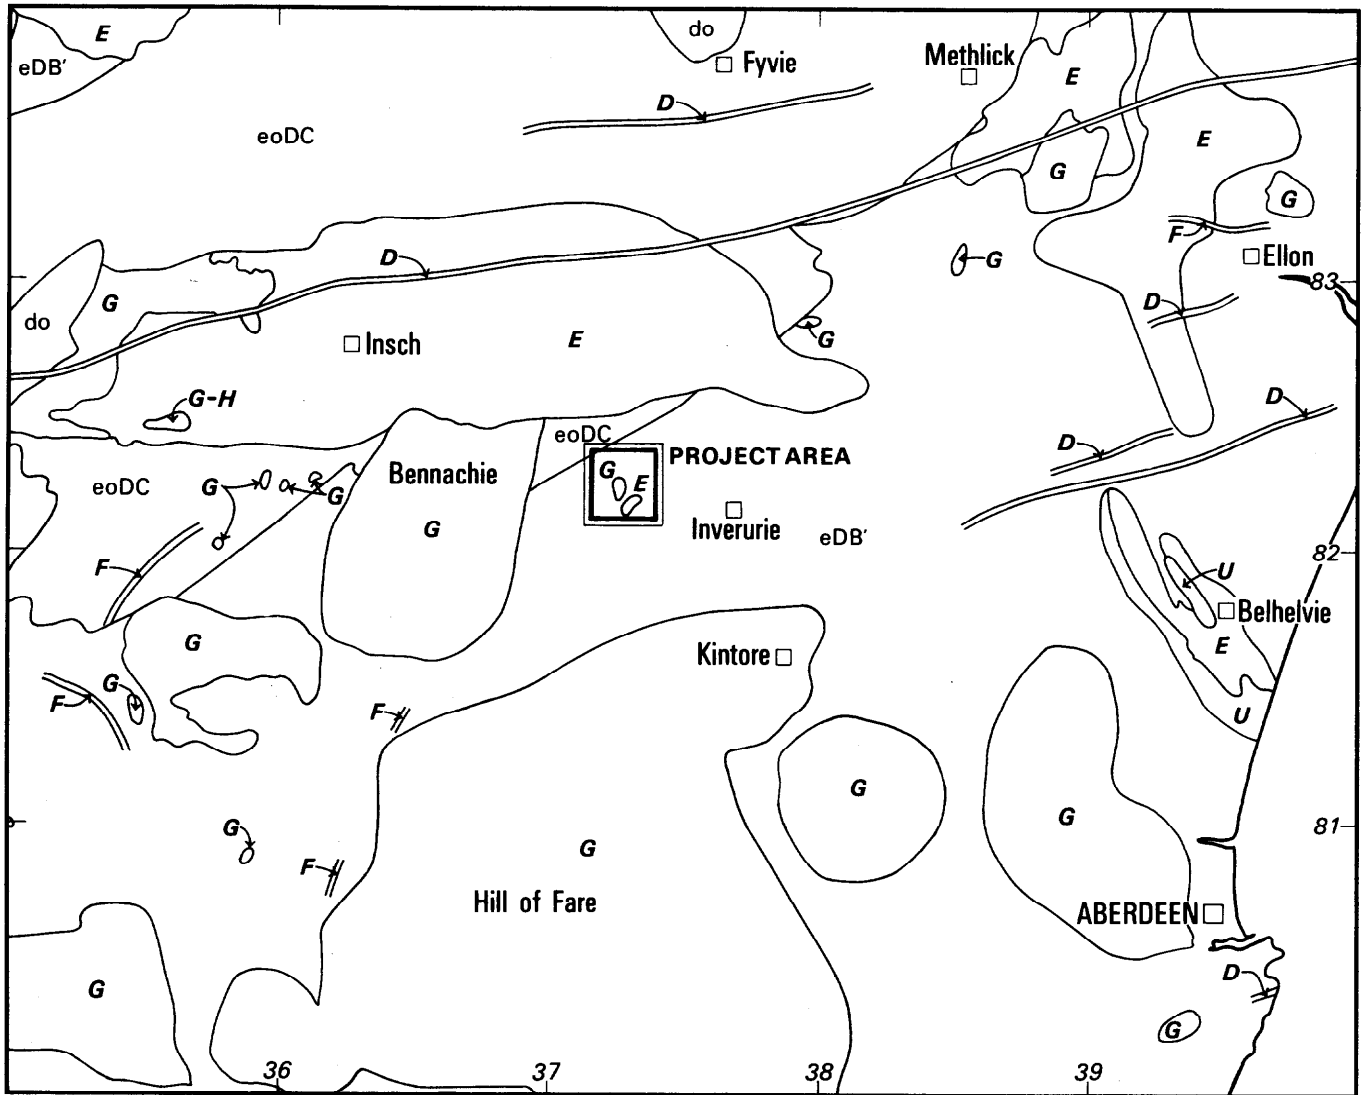 E
do
eDB'
Fyvie
Methlick
E
D
eoDC
E
G
G
F
Ellon
D
G
83
G
D
do
Insch
E
G
D
G-H
eoDC
D
PROJECT AREA
D
Bennachie
G
E
eoDC
G
G
G
Inverurie
eDB'
82
F
U
Belhelvie
G
E
Kintore
G
F
F
U
G
G
81
G
G
F
Hill of Fare
ABERDEEN
D
G
G
36
37
38
39